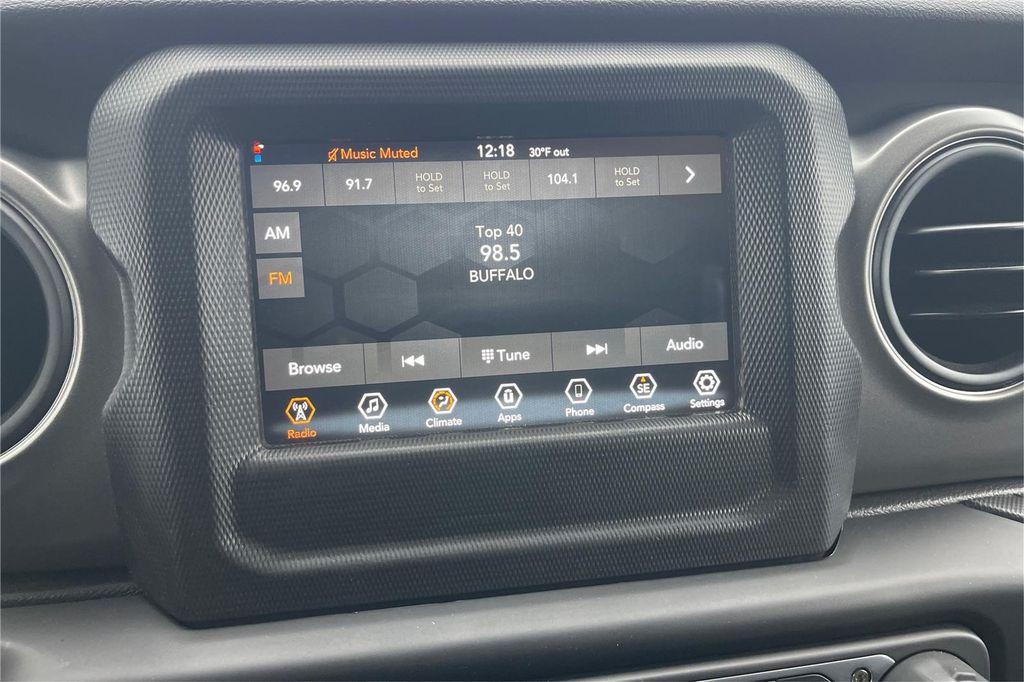 Music Muted 12:18 30°F out
96.9 91.7 HOLD to Set HOLD to Set 104.1 HOLD to Set
AM
FM
Top 40
98.5
BUFFALO
Browse Tune Audio
SE
Radio Media Climate Apps Phone Compass Settings